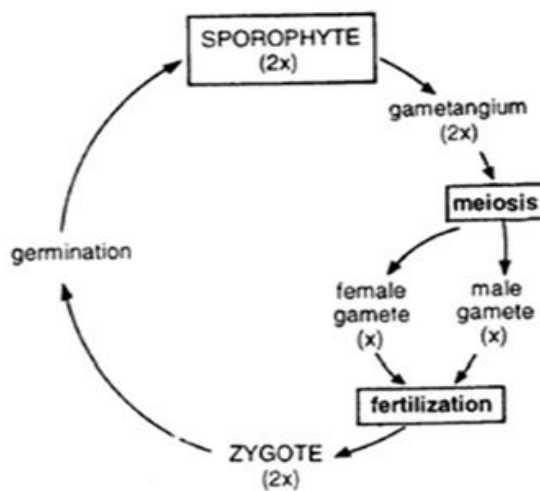 SPOROPHYTE
(2x)
gametangium
(2x)
meiosis
female
gamete
(x)
male
gamete
(x)
fertilization
ZYGOTE
(2x)
germination